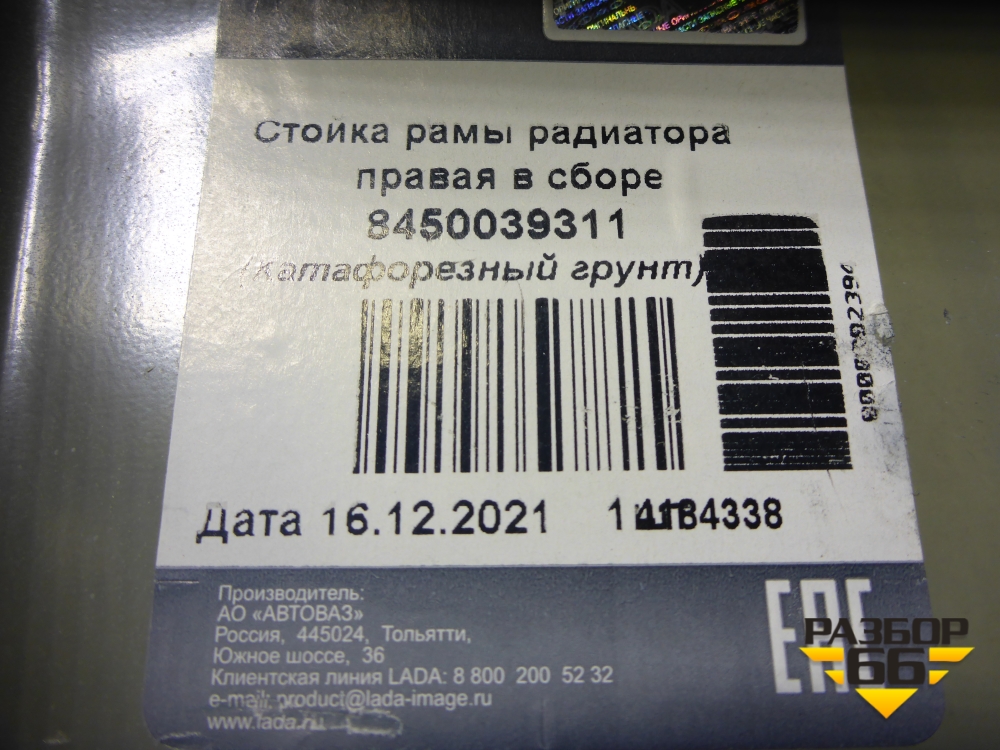 Стойка рамы радиатора
правая в сборе
8450039311
(катафорезный грунт)
Дата 16.12.2021
Производитель:
АО «АВТОВАЗ»
Россия, 445024, Тольятти,
Южное шоссе, 36
Клиентская линия LADA: 8 800 200 52 32
e-mail: product@lada-image.ru
www.lada.ru
EAC
РАЗБОР
66